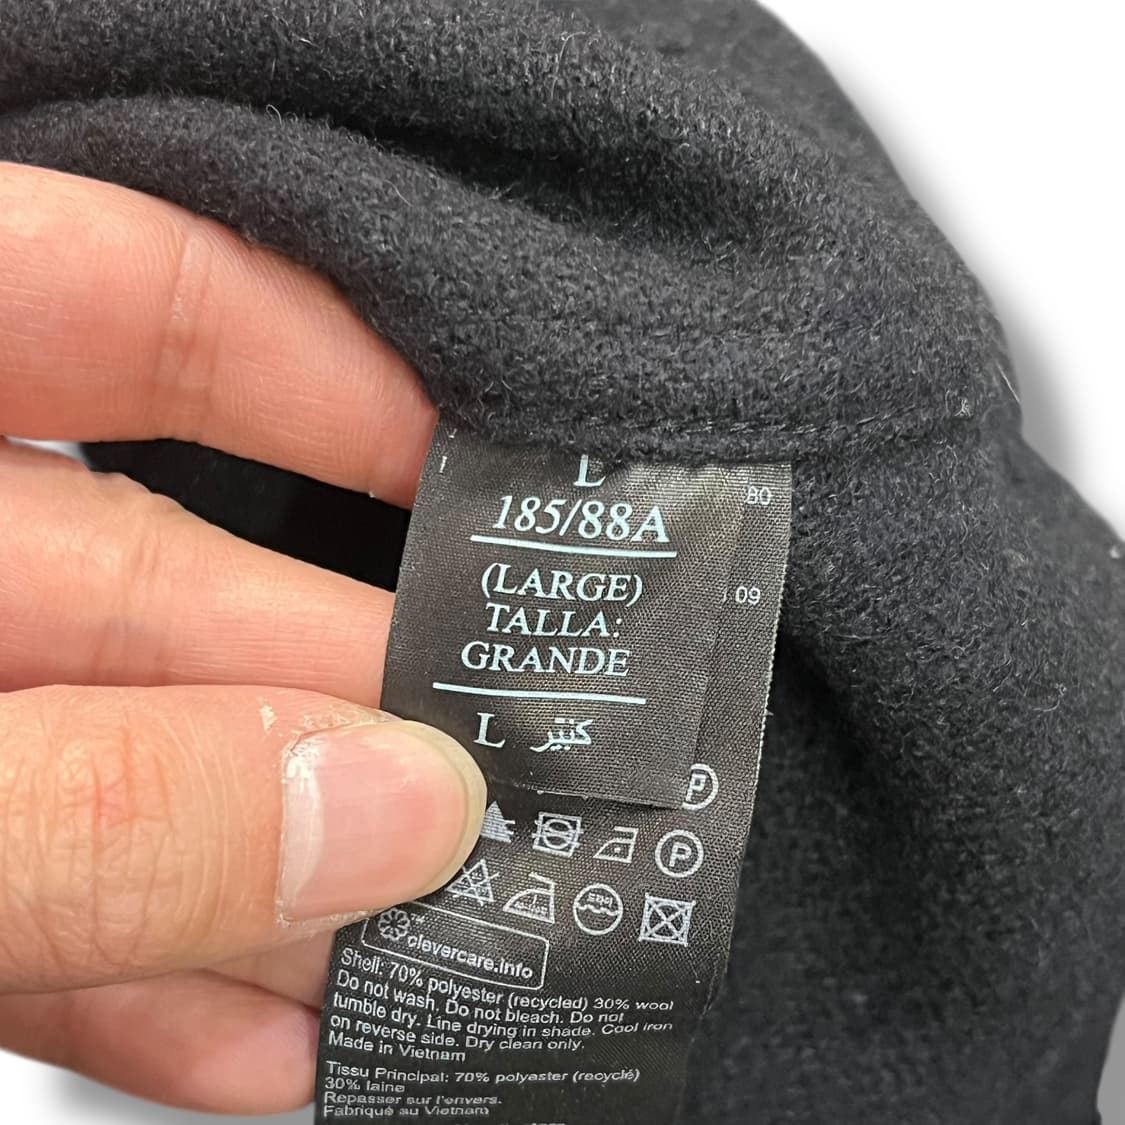 L
185/88A
80
(LARGE)
09
TALLA:
GRANDE
L كبير
P
P
clevercare.info
Shell: 70% polyester (recycled) 30% wool
Do not wash. Do not bleach. Do not
tumble dry. Line drying in shade. Cool iron
on reverse side. Dry clean only.
Made in Vietnam
Tissu Principal: 70% polyester (recyclé)
30% laine
Repasser sur l'envers.
Fabriqué au Vietnam